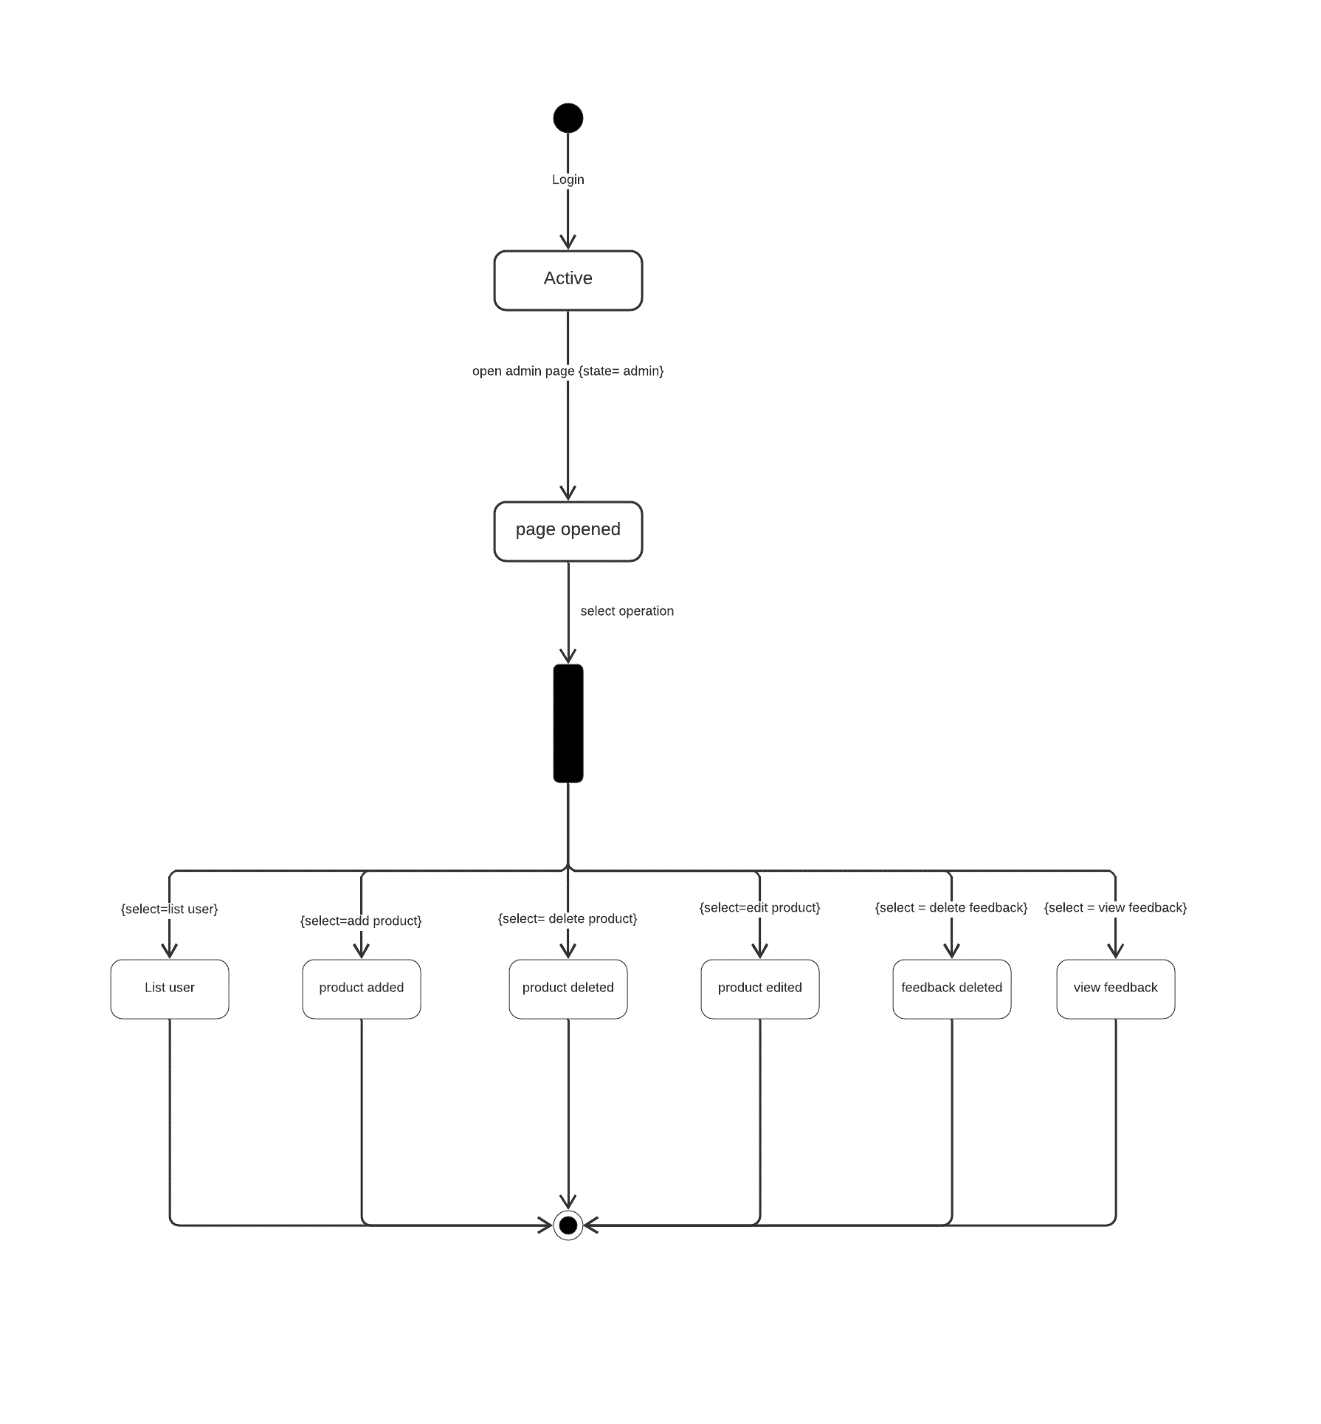 Login
Active
open admin page {state= admin}
page opened
select operation
{select=list user}
{select=add product}
{select= delete product}
{select=edit product}
{select = delete feedback}
{select = view feedback}
List user
product added
product deleted
product edited
feedback deleted
view feedback